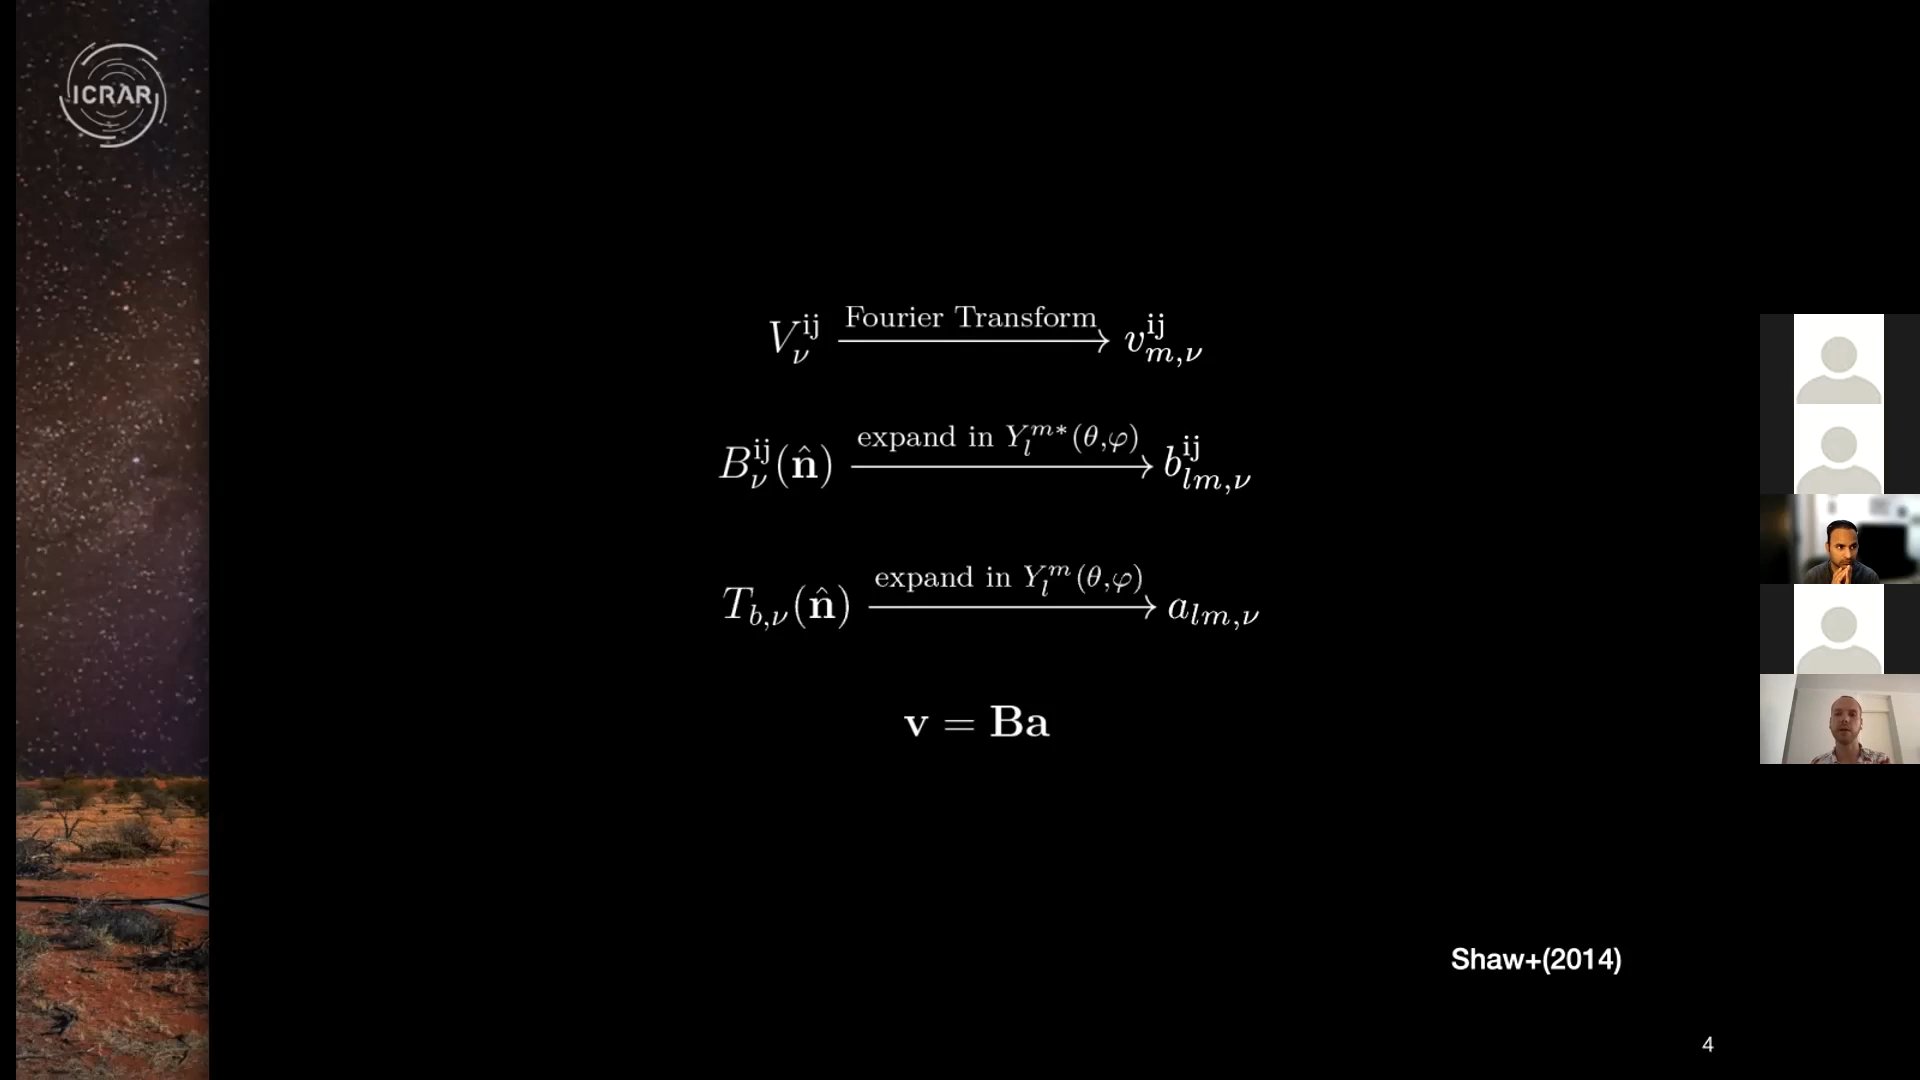 ICRAR
V_ν^ij Fourier Transform → v_{m,ν}^ij
B_ν^ij(n̂) expand in Y_l^{m*}(θ,φ) → b_{lm,ν}^ij
T_{b,ν}(n̂) expand in Y_l^m(θ,φ) → a_{lm,ν}
v = Ba
Shaw+(2014)
4